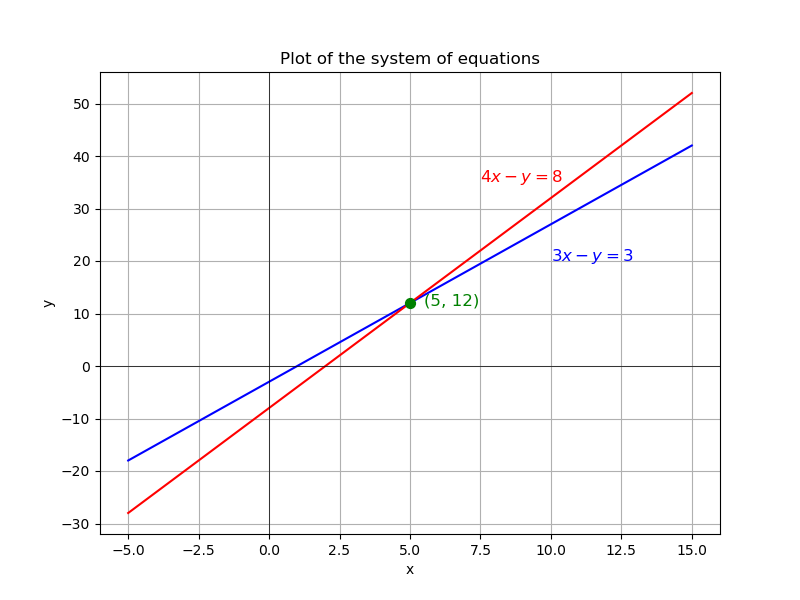 Plot of the system of equations
50
40
30
20
10
0
−10
−20
−30
y
4x − y = 8
3x − y = 3
(5, 12)
−5.0 −2.5 0.0 2.5 5.0 7.5 10.0 12.5 15.0
x